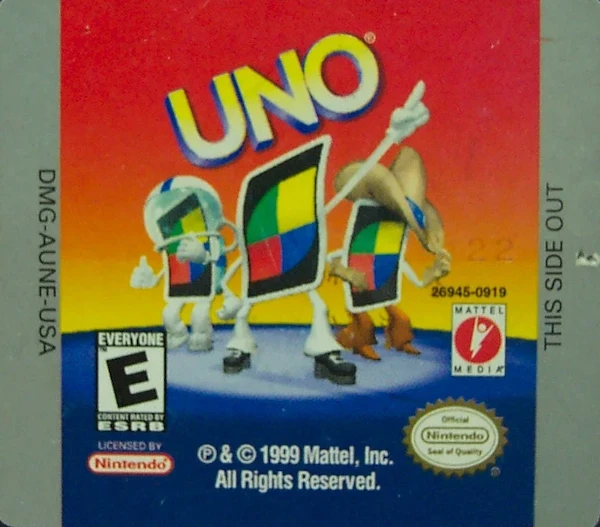 UNO®
DMG-AUNE-USA
THIS SIDE OUT
22
26945-0919
MATTEL
MEDIA
EVERYONE
E
CONTENT RATED BY
ESRB
LICENSED BY
Nintendo®
℗ & © 1999 Mattel, Inc.
All Rights Reserved.
Official
Nintendo
Seal of Quality